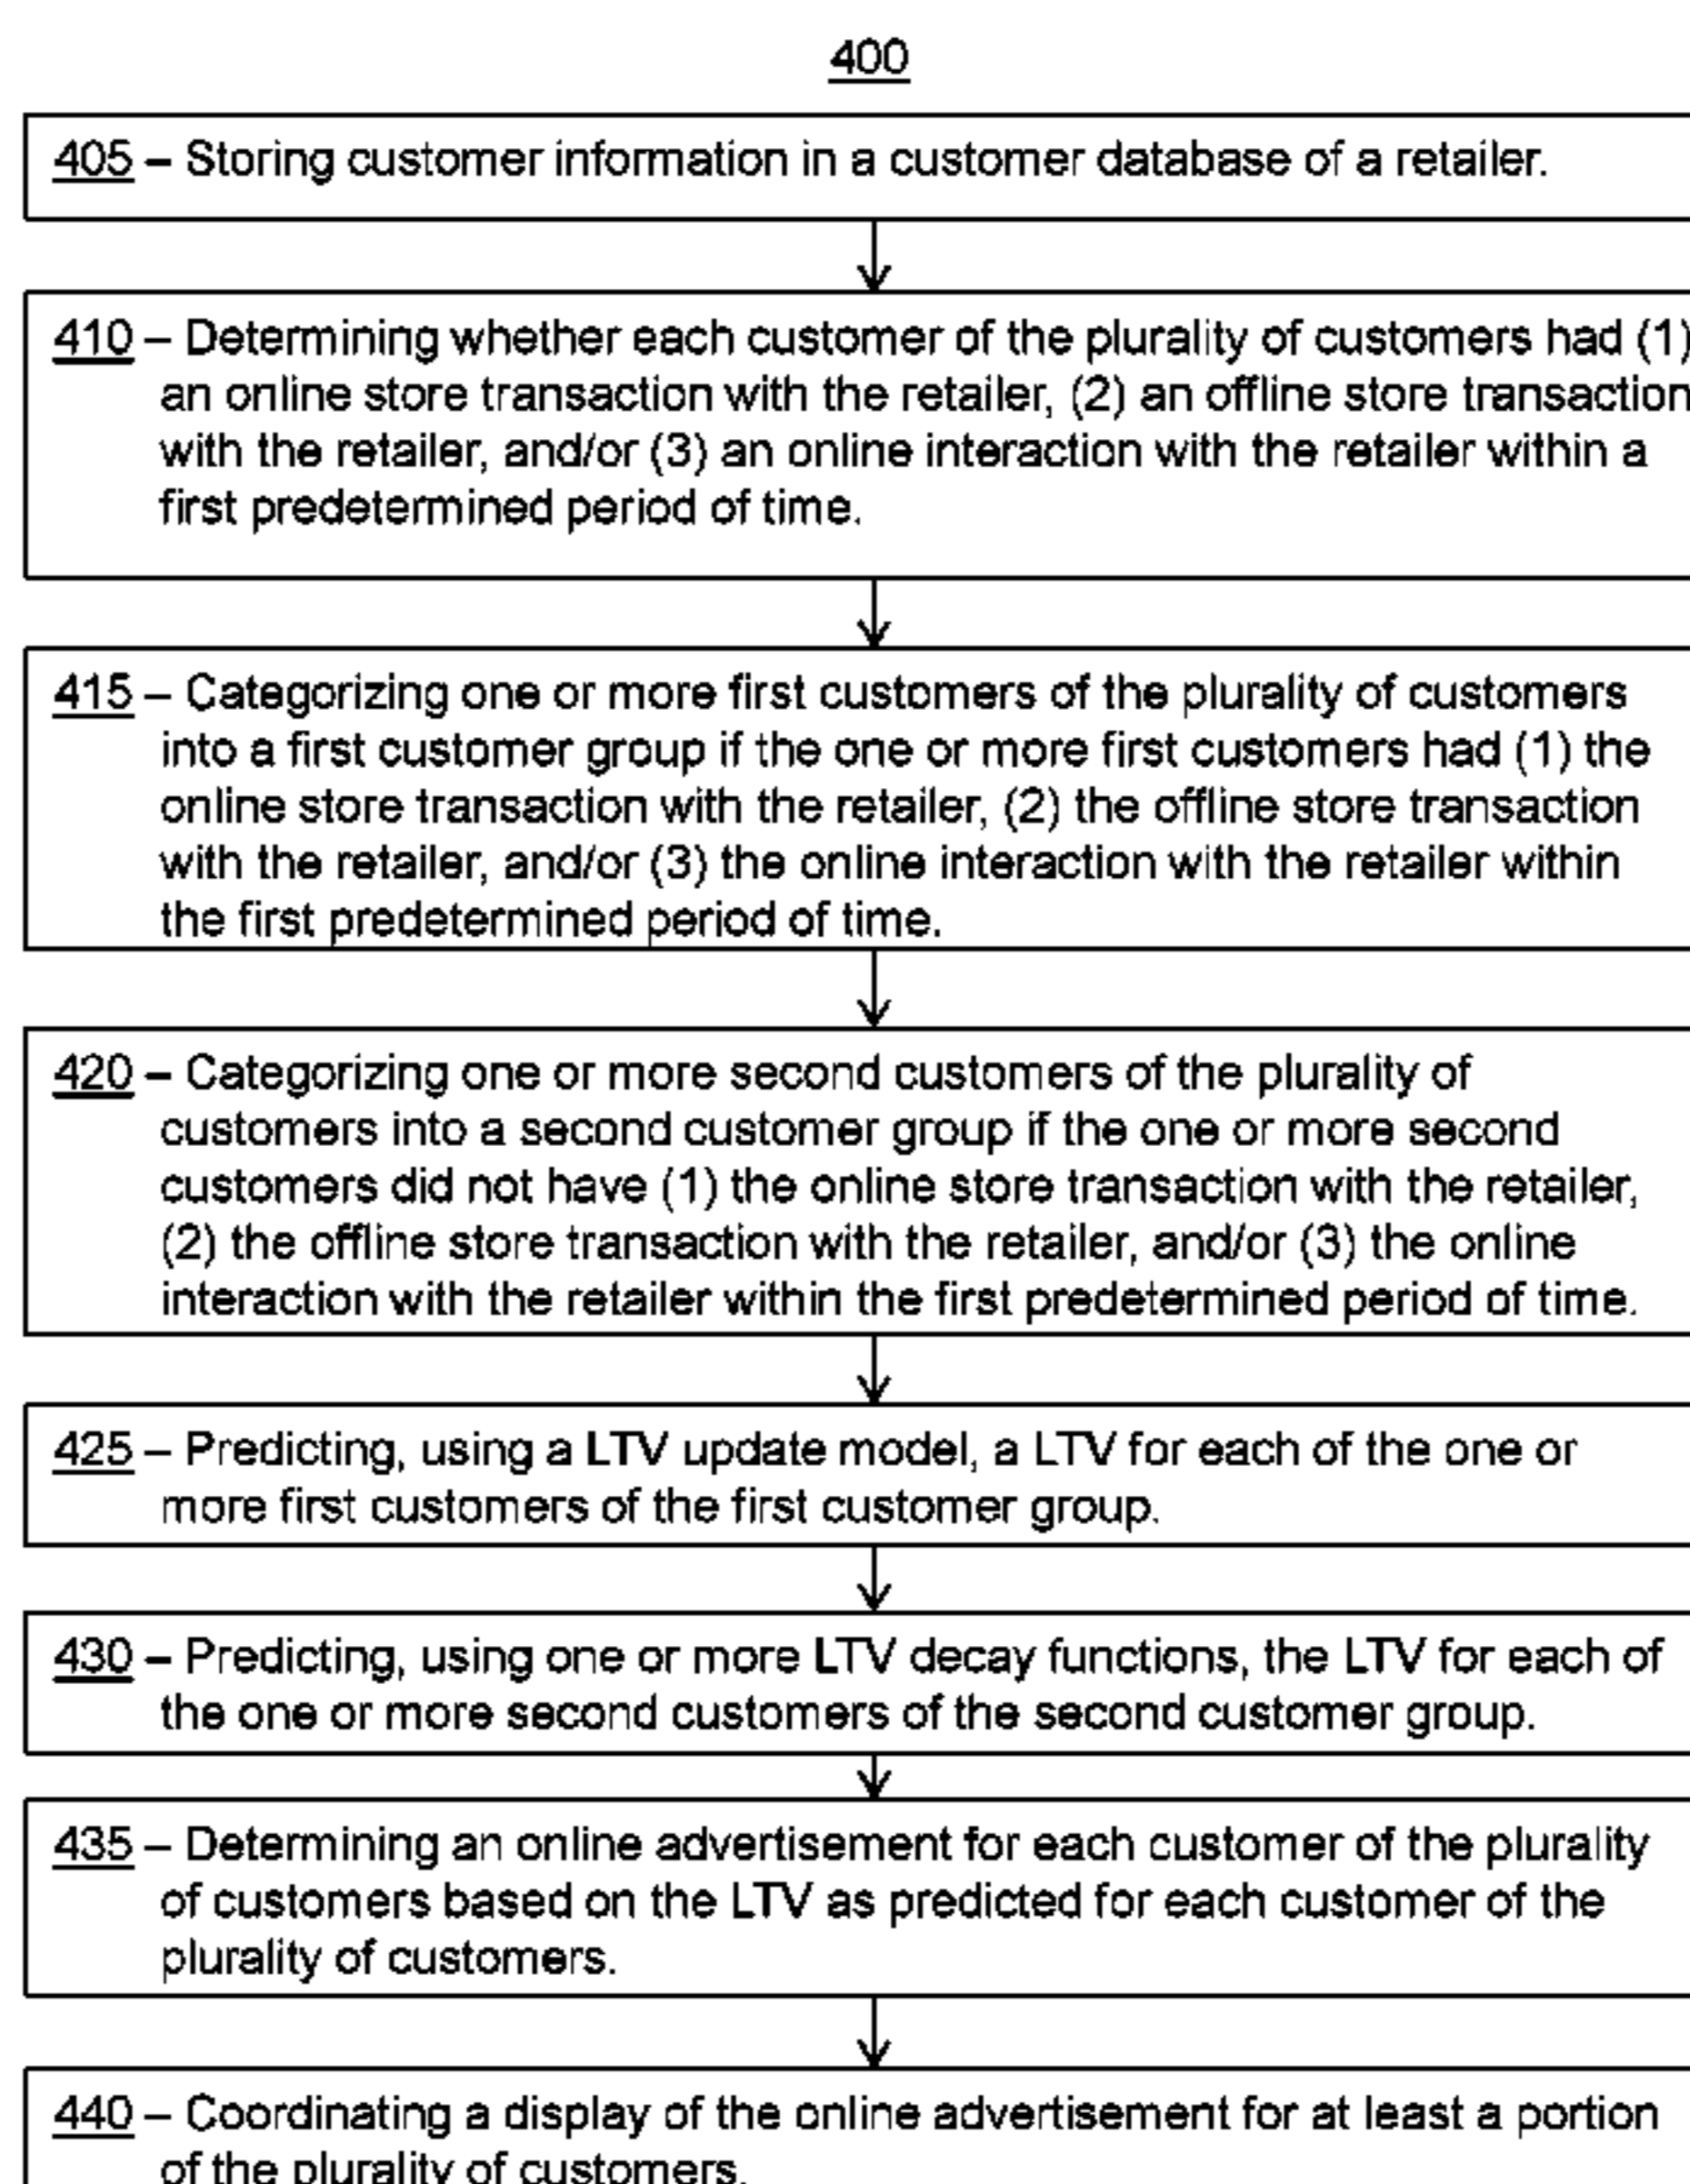 400
405 – Storing customer information in a customer database of a retailer.
410 – Determining whether each customer of the plurality of customers had (1)
an online store transaction with the retailer, (2) an offline store transaction
with the retailer, and/or (3) an online interaction with the retailer within a
first predetermined period of time.
415 – Categorizing one or more first customers of the plurality of customers
into a first customer group if the one or more first customers had (1) the
online store transaction with the retailer, (2) the offline store transaction
with the retailer, and/or (3) the online interaction with the retailer within
the first predetermined period of time.
420 – Categorizing one or more second customers of the plurality of
customers into a second customer group if the one or more second
customers did not have (1) the online store transaction with the retailer,
(2) the offline store transaction with the retailer, and/or (3) the online
interaction with the retailer within the first predetermined period of time.
425 – Predicting, using a LTV update model, a LTV for each of the one or
more first customers of the first customer group.
430 – Predicting, using one or more LTV decay functions, the LTV for each of
the one or more second customers of the second customer group.
435 – Determining an online advertisement for each customer of the plurality
of customers based on the LTV as predicted for each customer of the
plurality of customers.
440 – Coordinating a display of the online advertisement for at least a portion
of the plurality of customers.